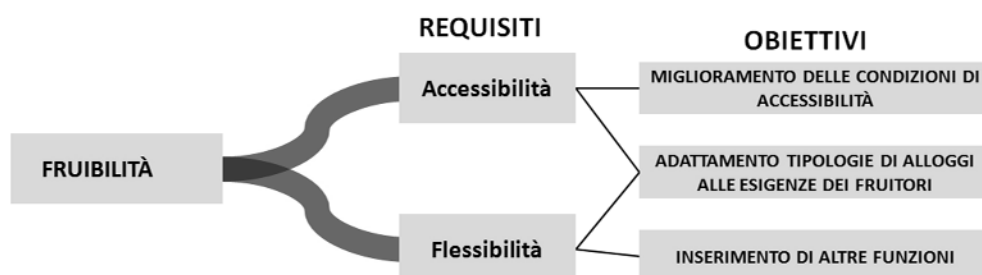 REQUISITI
OBIETTIVI
FRUIBILITÀ
Accessibilità
Flessibilità
MIGLIORAMENTO DELLE CONDIZIONI DI
ACCESSIBILITÀ
ADATTAMENTO TIPOLOGIE DI ALLOGGI
ALLE ESIGENZE DEI FRUITORI
INSERIMENTO DI ALTRE FUNZIONI